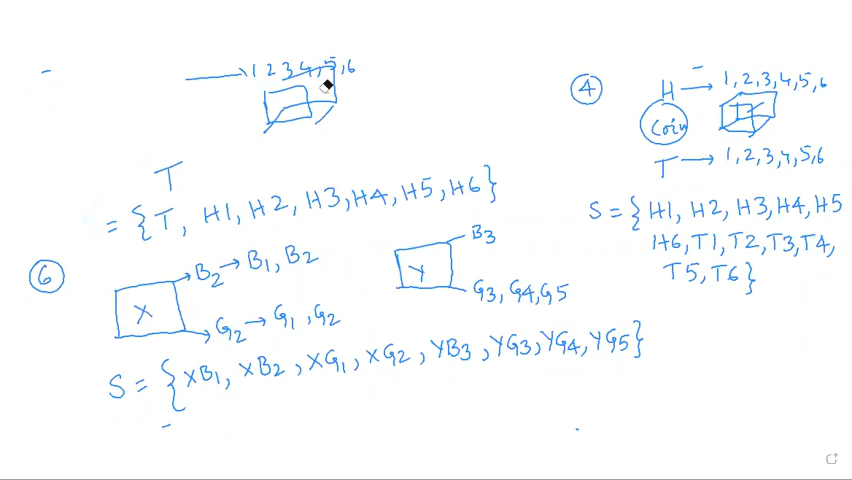 1 2 3 4, 5, 6
T
= { T, H1, H2, H3, H4, H5, H6 }
④
H → 1, 2, 3, 4, 5, 6
Coin
T → 1, 2, 3, 4, 5, 6
S = { H1, H2, H3, H4, H5
H6, T1, T2, T3, T4,
T5, T6 }
⑥
X
B2 → B1, B2
G2 → G1, G2
Y
B3
G3, G4, G5
S = { XB1, XB2, XG1, XG2, YB3, YG3, YG4, YG5 }